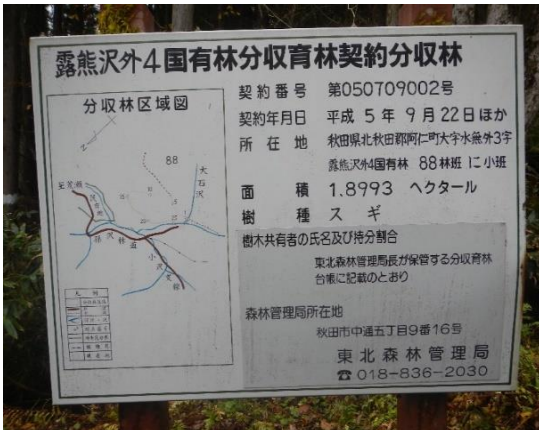 露熊沢外4国有林分収育林契約分収林
分収林区域図
88
大石沢
契約番号 第050709002号
契約年月日 平成5年9月22日ほか
所在地 秋田県北秋田郡阿仁町大字水無外3字
露熊沢外4国有林 88林班 に小班
面積 1.8993 ヘクタール
樹種 スギ
樹木共有者の氏名及び持分割合
東北森林管理局長が保管する分収育林
台帳に記載のとおり
森林管理局所在地
秋田市中通五丁目9番16号
東北森林管理局
☎018-836-2030
凡例